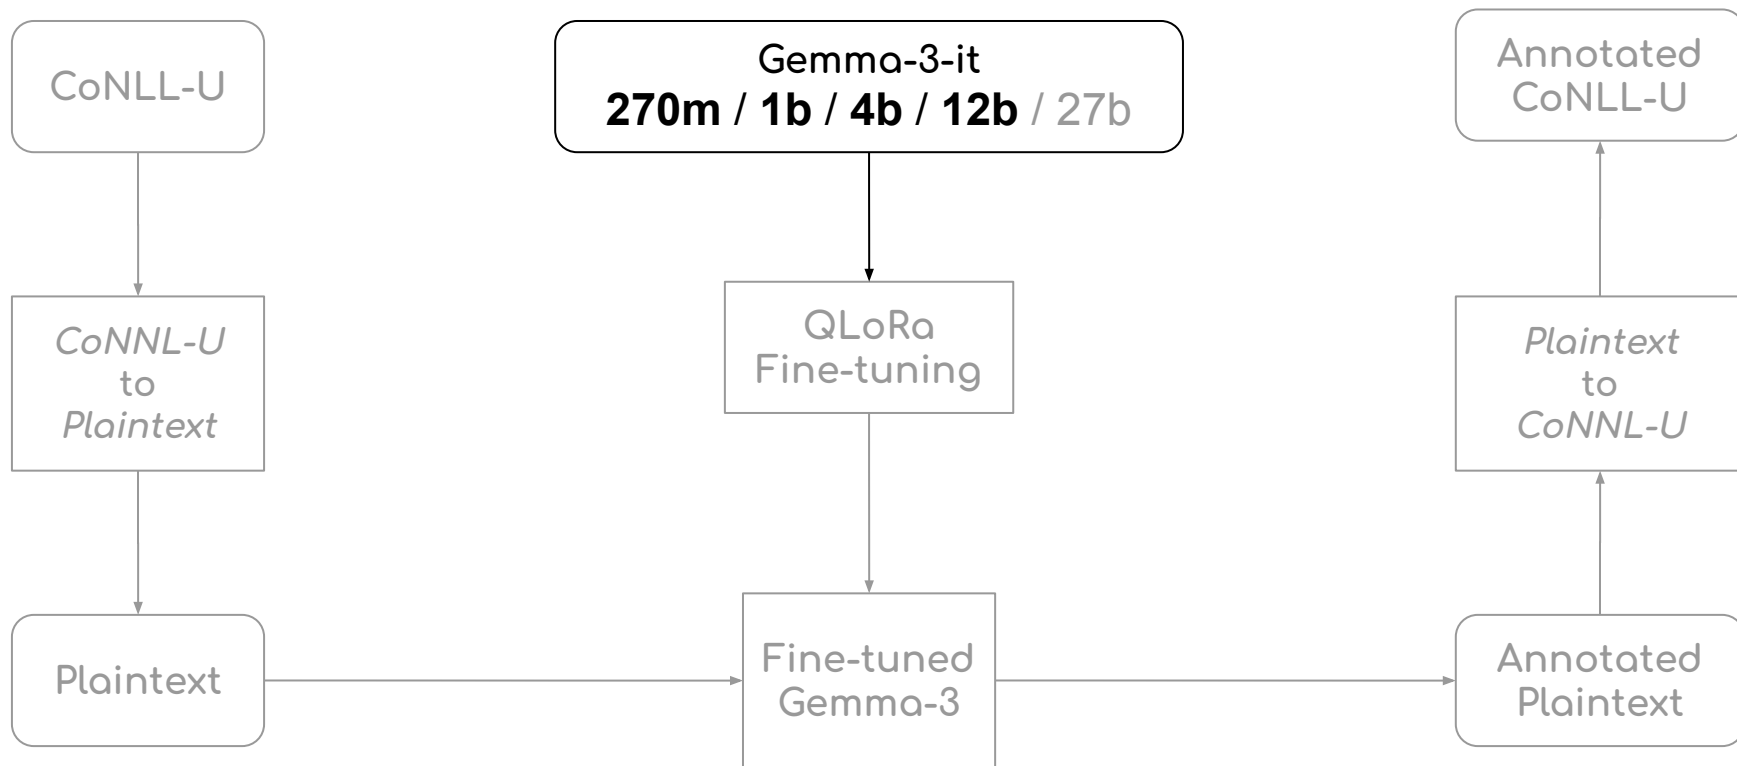 CoNLL-U
Gemma-3-it
270m / 1b / 4b / 12b / 27b
Annotated
CoNLL-U
CoNNL-U
to
Plaintext
QLoRa
Fine-tuning
Plaintext
to
CoNNL-U
Plaintext
Fine-tuned
Gemma-3
Annotated
Plaintext